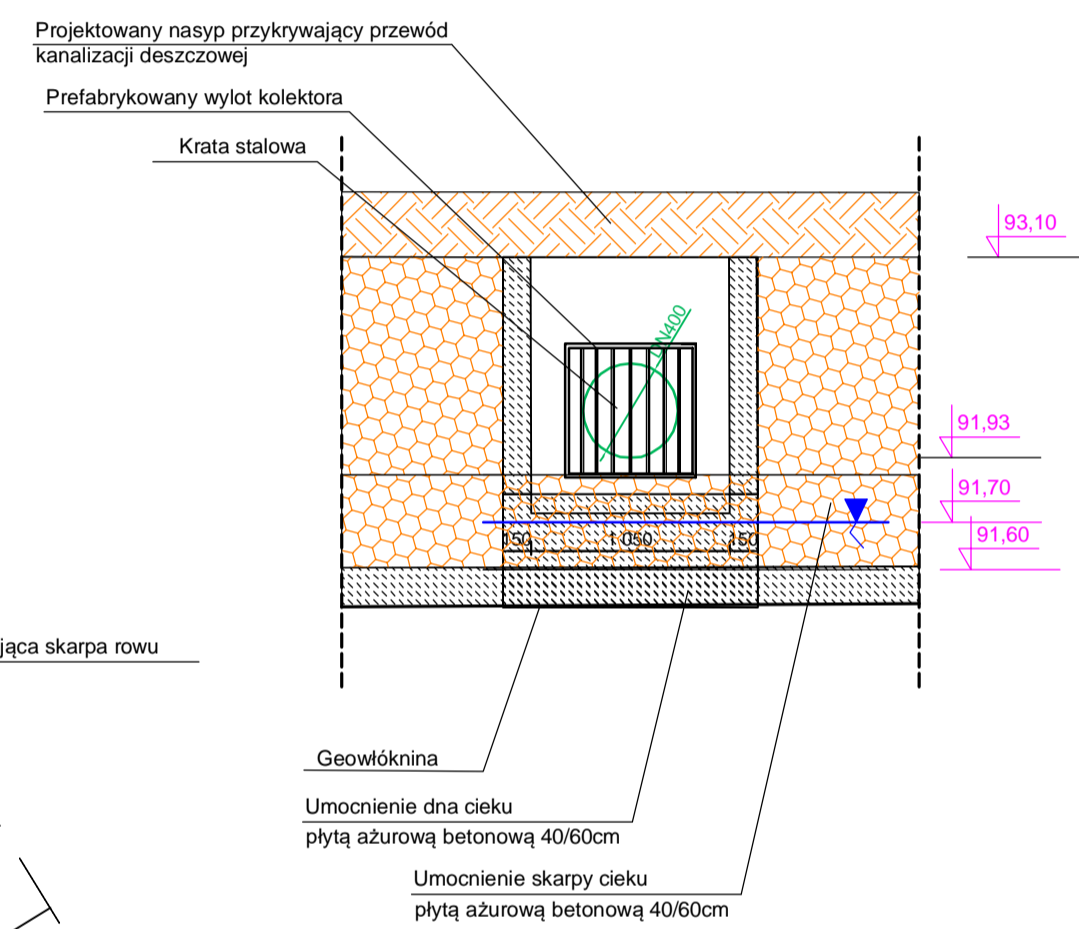 Projektowany nasyp przykrywający przewód
kanalizacji deszczowej
Prefabrykowany wylot kolektora
Krata stalowa
93,10
DN400
91,93
91,70
91,60
150
1 050
150
jąca skarpa rowu
Geowłóknina
Umocnienie dna cieku
płytą ażurową betonową 40/60cm
Umocnienie skarpy cieku
płytą ażurową betonową 40/60cm